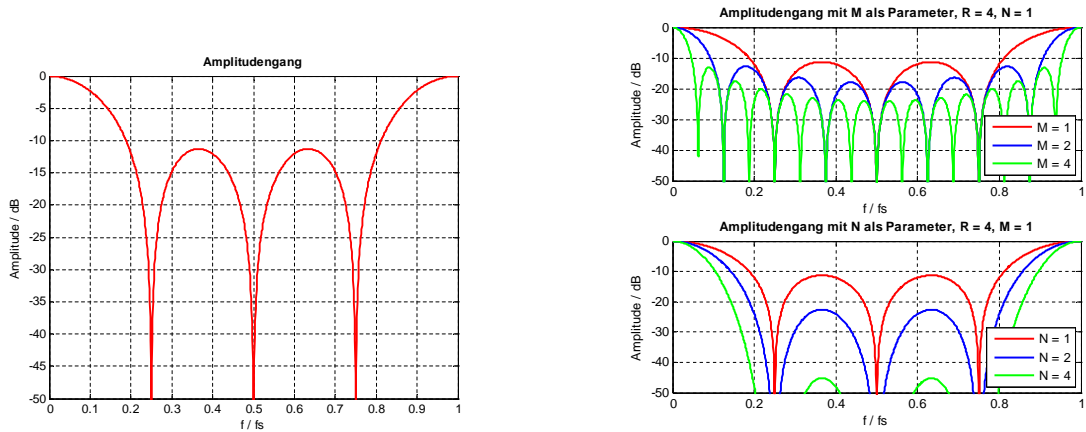 Amplitudengang
0
-5
-10
-15
-20
-25
-30
-35
-40
-45
-50
Amplitude / dB
0 0.1 0.2 0.3 0.4 0.5 0.6 0.7 0.8 0.9 1
f / fs
Amplitudengang mit M als Parameter, R = 4, N = 1
0
-10
-20
-30
-40
-50
Amplitude / dB
M = 1
M = 2
M = 4
0 0.2 0.4 0.6 0.8 1
f / fs
Amplitudengang mit N als Parameter, R = 4, M = 1
0
-10
-20
-30
-40
-50
Amplitude / dB
N = 1
N = 2
N = 4
0 0.2 0.4 0.6 0.8 1
f / fs